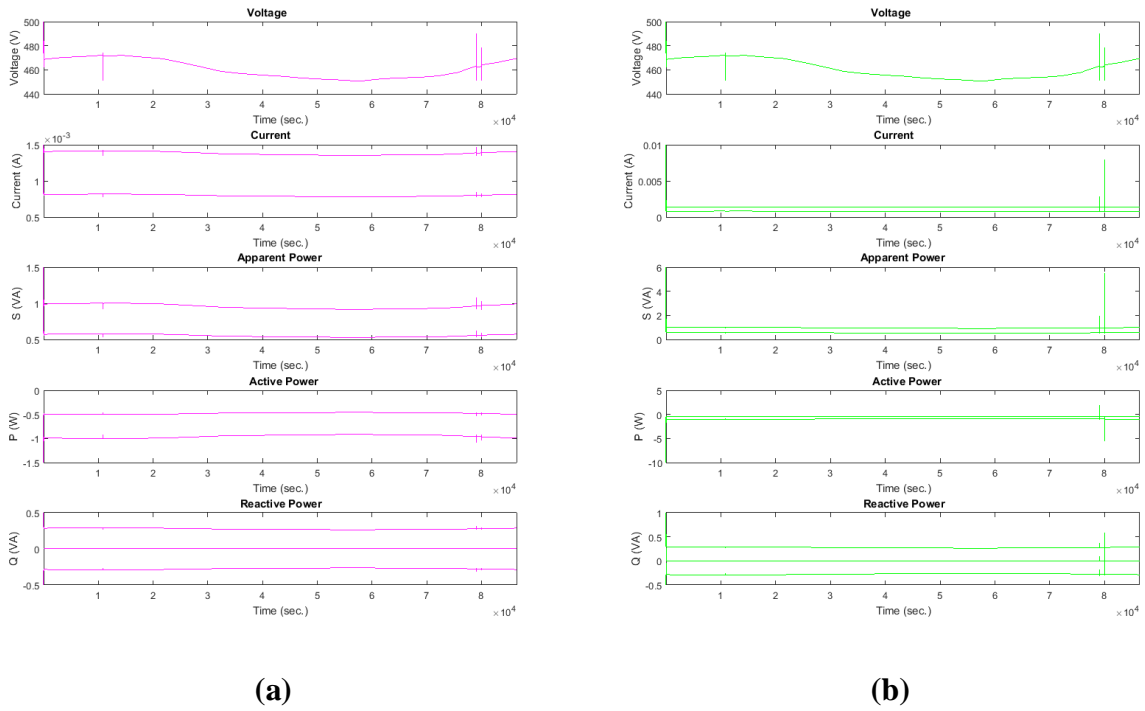 Voltage
500
480
460
440
Voltage (V)
1 2 3 4 5 6 7 8
Time (sec.)
×10⁴
×10⁻³
Current
1.5
1
0.5
Current (A)
1 2 3 4 5 6 7 8
Time (sec.)
×10⁴
Apparent Power
1.5
1
0.5
S (VA)
1 2 3 4 5 6 7 8
Time (sec.)
×10⁴
Active Power
0
-0.5
-1
-1.5
P (W)
1 2 3 4 5 6 7 8
Time (sec.)
×10⁴
Reactive Power
0.5
0
-0.5
Q (VA)
1 2 3 4 5 6 7 8
Time (sec.)
×10⁴
(a)
Voltage
500
480
460
440
Voltage (V)
1 2 3 4 5 6 7 8
Time (sec.)
×10⁴
Current
0.01
0.005
0
Current (A)
1 2 3 4 5 6 7 8
Time (sec.)
×10⁴
Apparent Power
6
4
2
0
S (VA)
1 2 3 4 5 6 7 8
Time (sec.)
×10⁴
Active Power
5
0
-5
-10
P (W)
1 2 3 4 5 6 7 8
Time (sec.)
×10⁴
Reactive Power
1
0.5
0
-0.5
Q (VA)
1 2 3 4 5 6 7 8
Time (sec.)
×10⁴
(b)